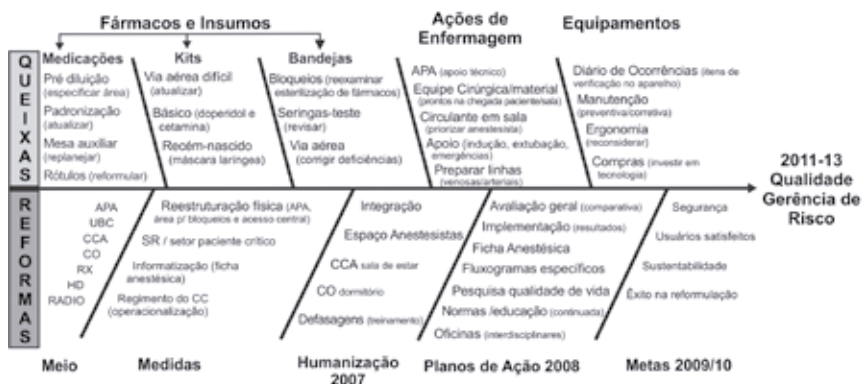 Fármacos e Insumos
Ações de
Enfermagem
Equipamentos
QUEIXAS
Medicações
Pré diluição
(especificar área)
Padronização
(atualizar)
Mesa auxiliar
(replanejar)
Rótulos (reformular)
Kits
Via aérea difícil
(atualizar)
Básico (doperidol e
cetamina)
Recém-nascido
(máscara laríngea)
Bandejas
Bloqueios (reexaminar
esterilização de fármacos)
Seringas-teste
(revisar)
Via aérea
(corrigir deficiências)
APA (apoio técnico)
Equipe Cirúrgica/material
(prontos na chegada paciente/sala)
Circulante em sala
(priorizar anestesista)
Apoio (indução, extubação,
emergências)
Preparar linhas
(venosas/arteriais)
Diário de Ocorrências (itens de
verificação no aparelho)
Manutenção
(preventiva/corretiva)
Ergonomia
(reconsiderar)
Compras (investir em
tecnologia)
2011-13
Qualidade
Gerência de
Risco
REFORMAS
APA
UBC
CCA
CO
RX
HD
RADIO
Meio
Reestruturação física (APA,
área p/ bloqueios e acesso central)
SR / setor paciente crítico
Informatização (ficha
anestésica)
Regimento do CC
(operacionalização)
Medidas
Integração
Espaço Anestesistas
CCA sala de estar
CO dormitório
Defasagens (treinamento)
Humanização
2007
Avaliação geral (comparativa)
Implementação (resultados)
Ficha Anestésica
Fluxogramas específicos
Pesquisa qualidade de vida
Normas /educação (continuada)
Oficinas (interdisciplinares)
Planos de Ação 2008
Segurança
Usuários satisfeitos
Sustentabilidade
Êxito na reformulação
Metas 2009/10